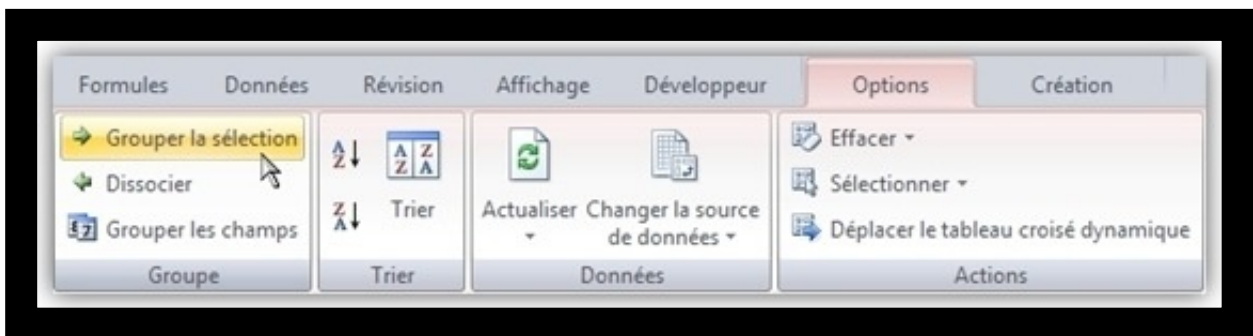 Formules Données Révision Affichage Développeur Options Création
Grouper la sélection
Dissocier
Grouper les champs
Groupe
A Z
Z A
A Z
Z A
Trier
Trier
Actualiser
Changer la source
de données
Données
Effacer
Sélectionner
Déplacer le tableau croisé dynamique
Actions